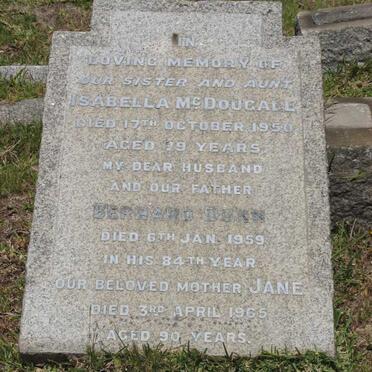 IN
LOVING MEMORY OF
OUR SISTER AND AUNT
ISABELLA McDOUGALL
DIED 17TH OCTOBER 1950
AGED 79 YEARS.
MY DEAR HUSBAND
AND OUR FATHER
BERNARD DUNN
DIED 6TH JAN. 1959
IN HIS 84TH YEAR
OUR BELOVED MOTHER JANE
DIED 3RD APRIL 1965
AGED 90 YEARS.